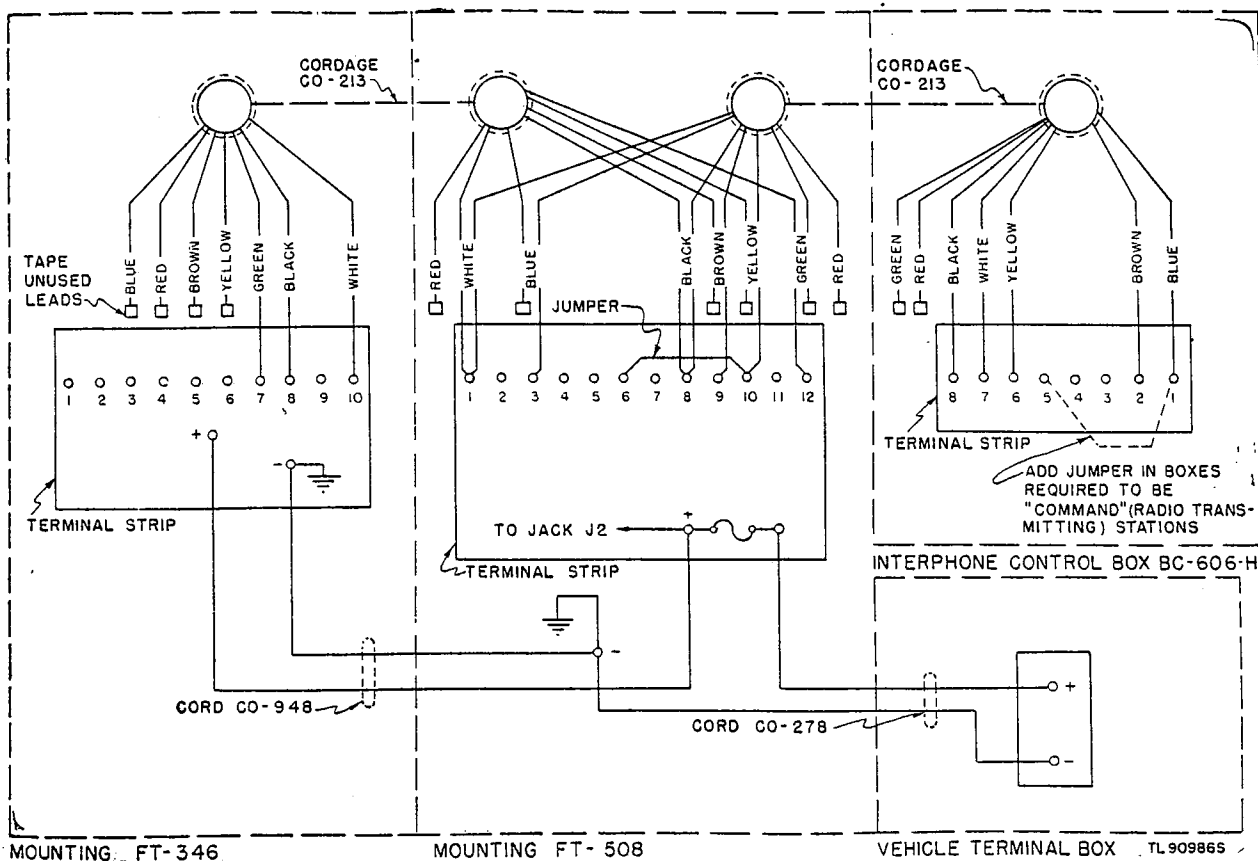 CORDAGE
CO-213
CORDAGE
CO-213
TAPE
UNUSED
LEADS
BLUE
RED
BROWN
YELLOW
GREEN
BLACK
WHITE
RED
WHITE
BLUE
BLACK
BROWN
YELLOW
GREEN
RED
GREEN
RED
BLACK
WHITE
YELLOW
BROWN
BLUE
JUMPER
1 2 3 4 5 6 7 8 9 10
+
-
TERMINAL STRIP
1 2 3 4 5 6 7 8 9 10 11 12
TO JACK J2
+
TERMINAL STRIP
8 7 6 5 4 3 2 1
TERMINAL STRIP
ADD JUMPER IN BOXES
REQUIRED TO BE
"COMMAND" (RADIO TRANS-
MITTING) STATIONS
INTERPHONE CONTROL BOX BC-606-H
-
CORD CO-948
CORD CO-278
+
-
MOUNTING FT-346
MOUNTING FT-508
VEHICLE TERMINAL BOX
TL90986S